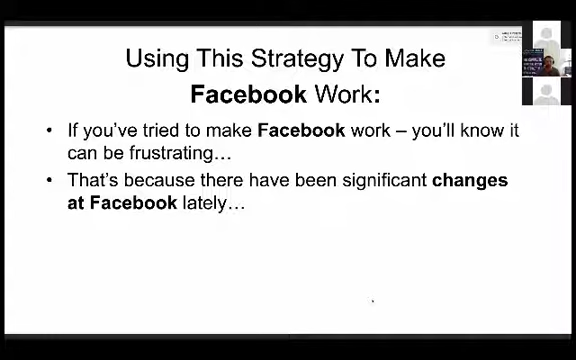 Using This Strategy To Make
Facebook Work:
• If you've tried to make Facebook work – you'll know it
can be frustrating…
• That's because there have been significant changes
at Facebook lately…